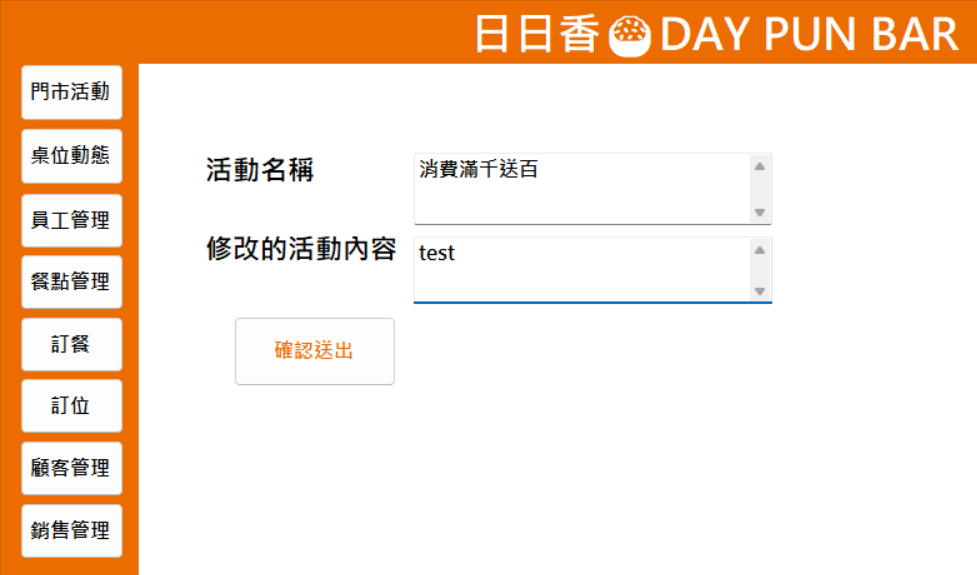 日日香 DAY PUN BAR
門市活動
桌位動態
員工管理
餐點管理
訂餐
訂位
顧客管理
銷售管理
活動名稱
消費滿千送百
修改的活動內容
test
確認送出